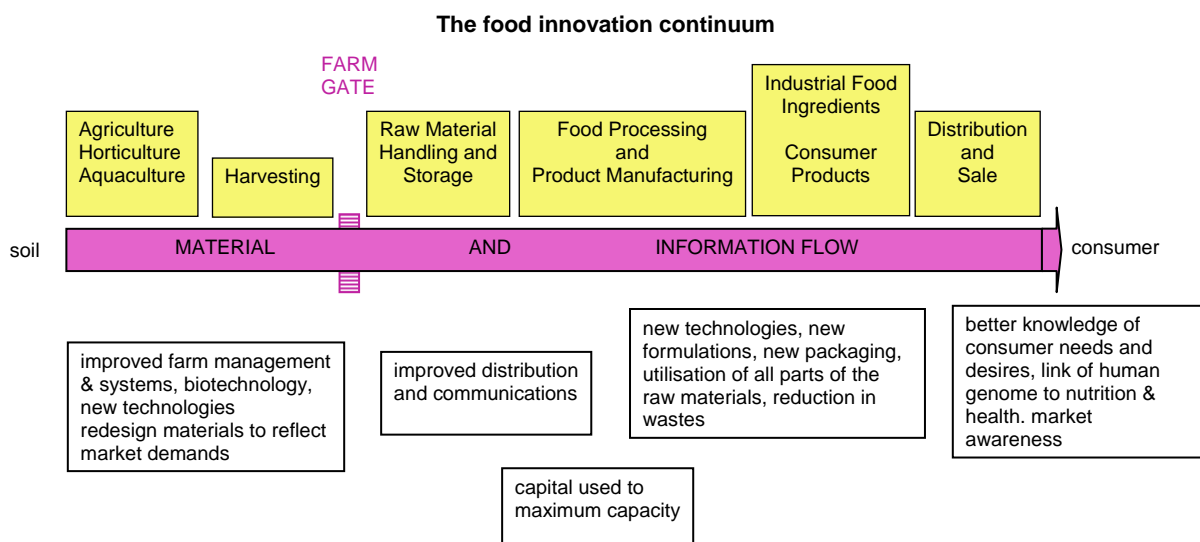 The food innovation continuum
FARM
GATE
Agriculture
Horticulture
Aquaculture
Harvesting
Raw Material
Handling and
Storage
Food Processing
and
Product Manufacturing
Industrial Food
Ingredients
Consumer
Products
Distribution
and
Sale
soil
MATERIAL AND INFORMATION FLOW
consumer
improved farm management
& systems, biotechnology,
new technologies
redesign materials to reflect
market demands
improved distribution
and communications
new technologies, new
formulations, new packaging,
utilisation of all parts of the
raw materials, reduction in
wastes
better knowledge of
consumer needs and
desires, link of human
genome to nutrition &
health. market
awareness
capital used to
maximum capacity